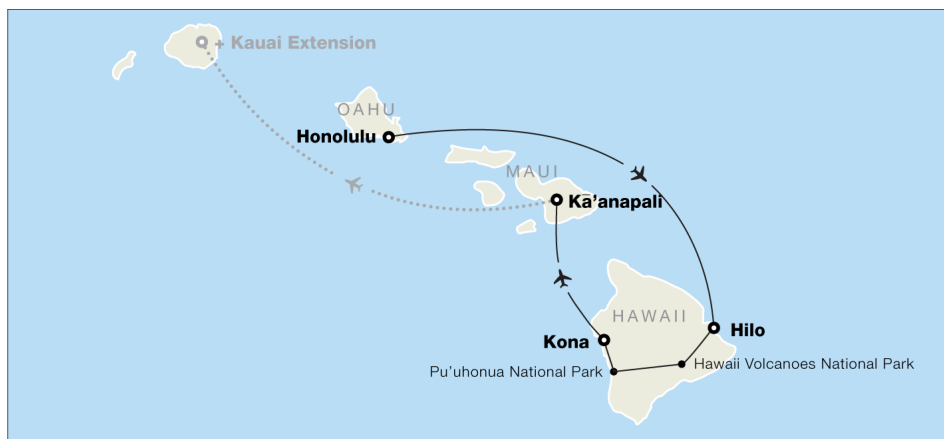 + Kauai Extension
OAHU
Honolulu
MAUI
Ka’anapali
HAWAII
Kona
Hilo
Pu’uhonua National Park
Hawaii Volcanoes National Park